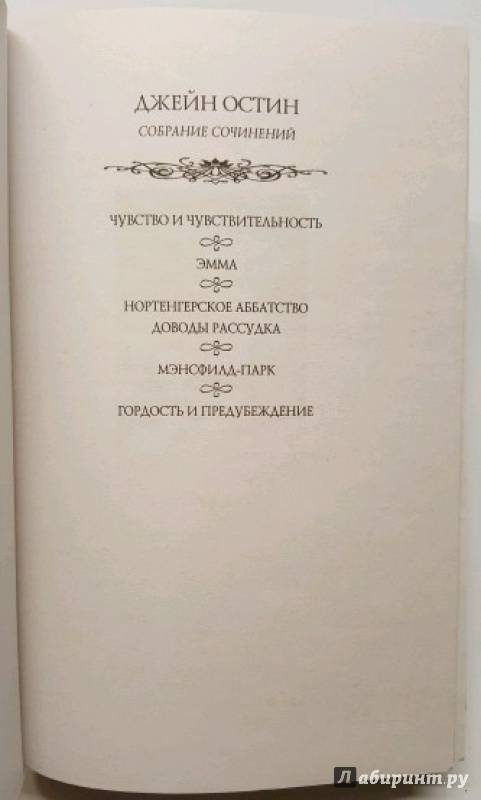 ДЖЕЙН ОСТИН
СОБРАНИЕ СОЧИНЕНИЙ
ЧУВСТВО И ЧУВСТВИТЕЛЬНОСТЬ
ЭММА
НОРТЕНГЕРСКОЕ АББАТСТВО
ДОВОДЫ РАССУДКА
МЭНСФИЛД-ПАРК
ГОРДОСТЬ И ПРЕДУБЕЖДЕНИЕ
Лабиринт.ру